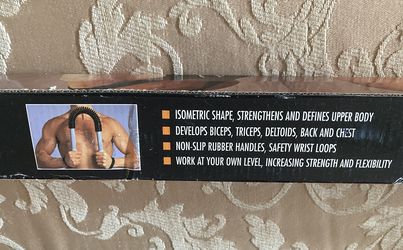 ISOMETRIC SHAPE, STRENGTHENS AND DEFINES UPPER BODY
DEVELOPS BICEPS, TRICEPS, DELTOIDS, BACK AND CHEST
NON-SLIP RUBBER HANDLES, SAFETY WRIST LOOPS
WORK AT YOUR OWN LEVEL, INCREASING STRENGTH AND FLEXIBILITY